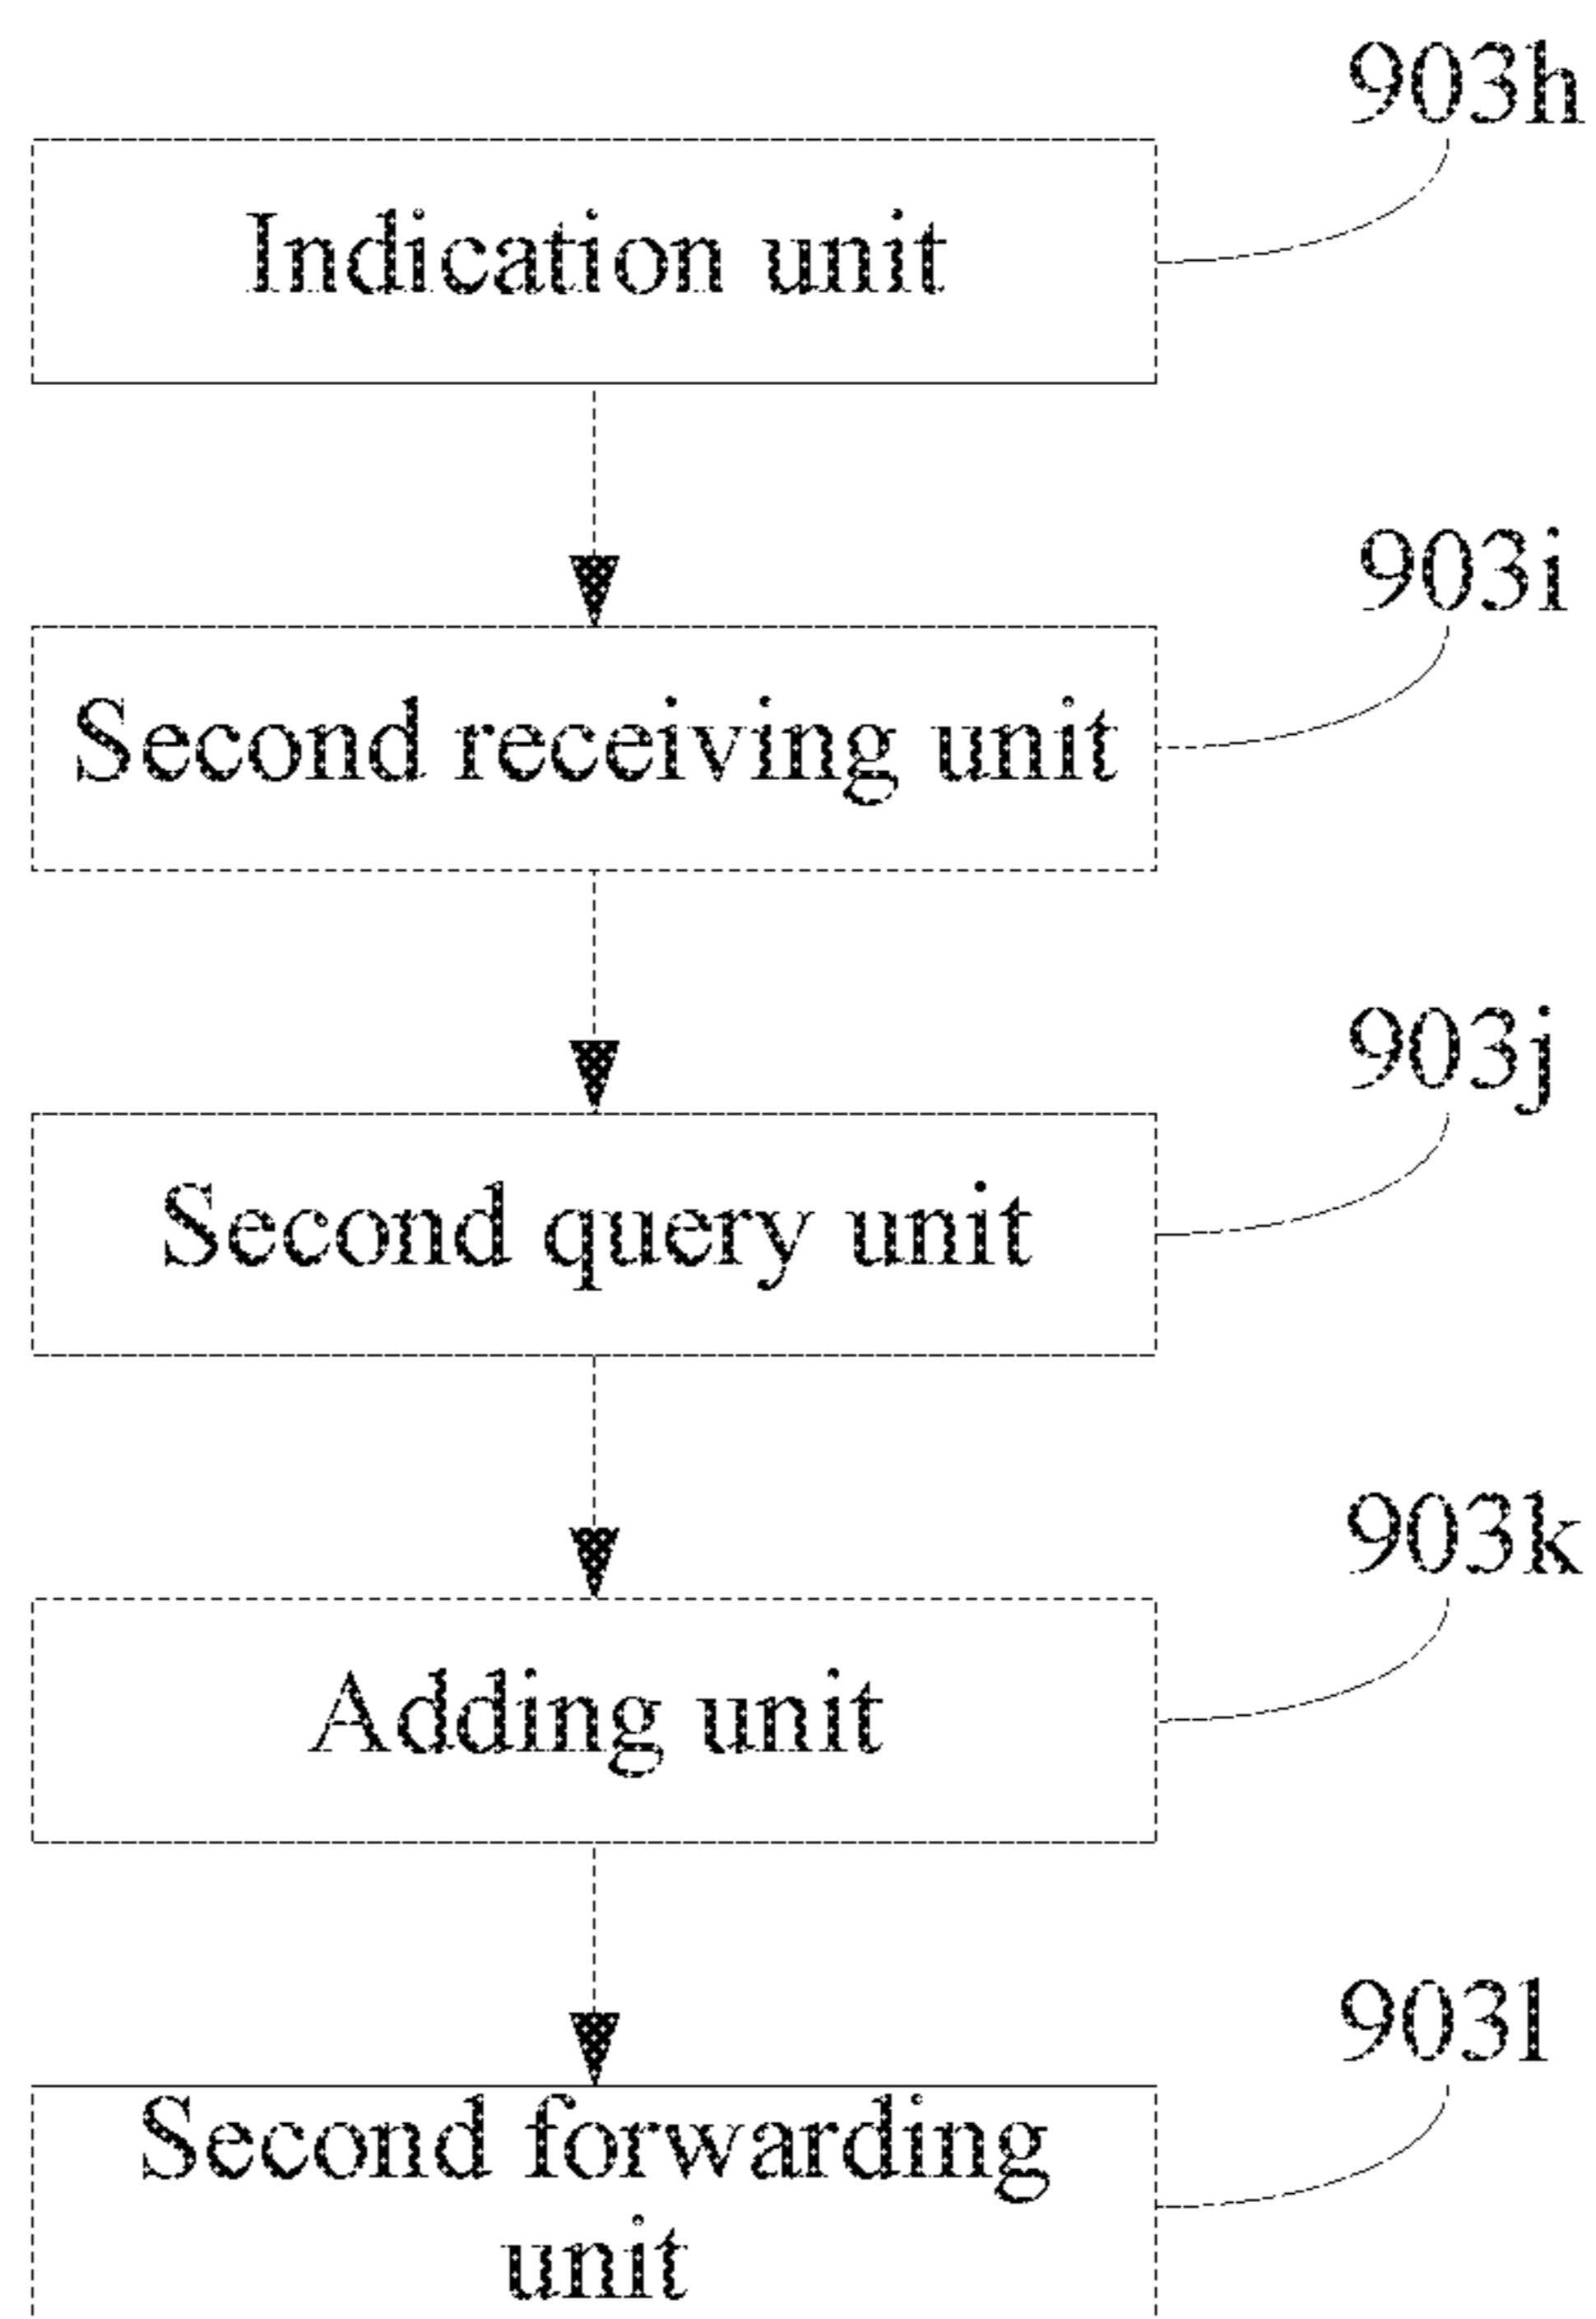 903h
Indication unit
903i
Second receiving unit
903j
Second query unit
903k
Adding unit
903l
Second forwarding
unit